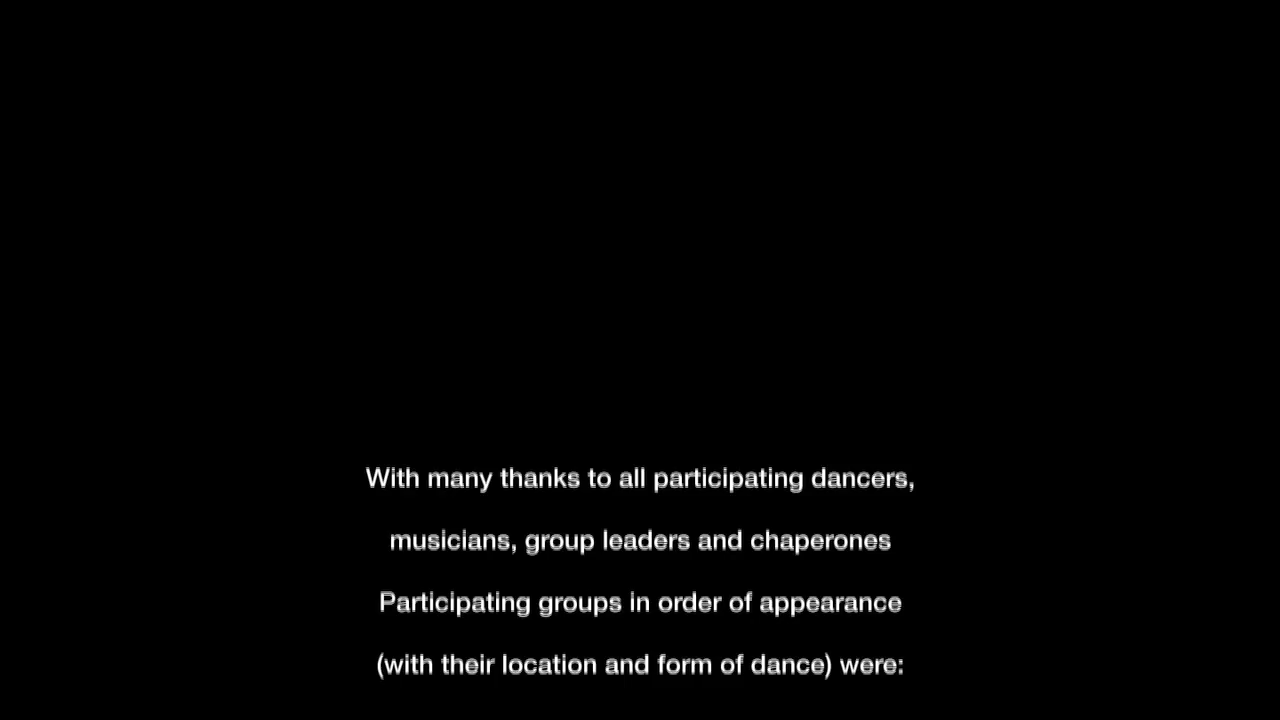 With many thanks to all participating dancers,
musicians, group leaders and chaperones
Participating groups in order of appearance
(with their location and form of dance) were: